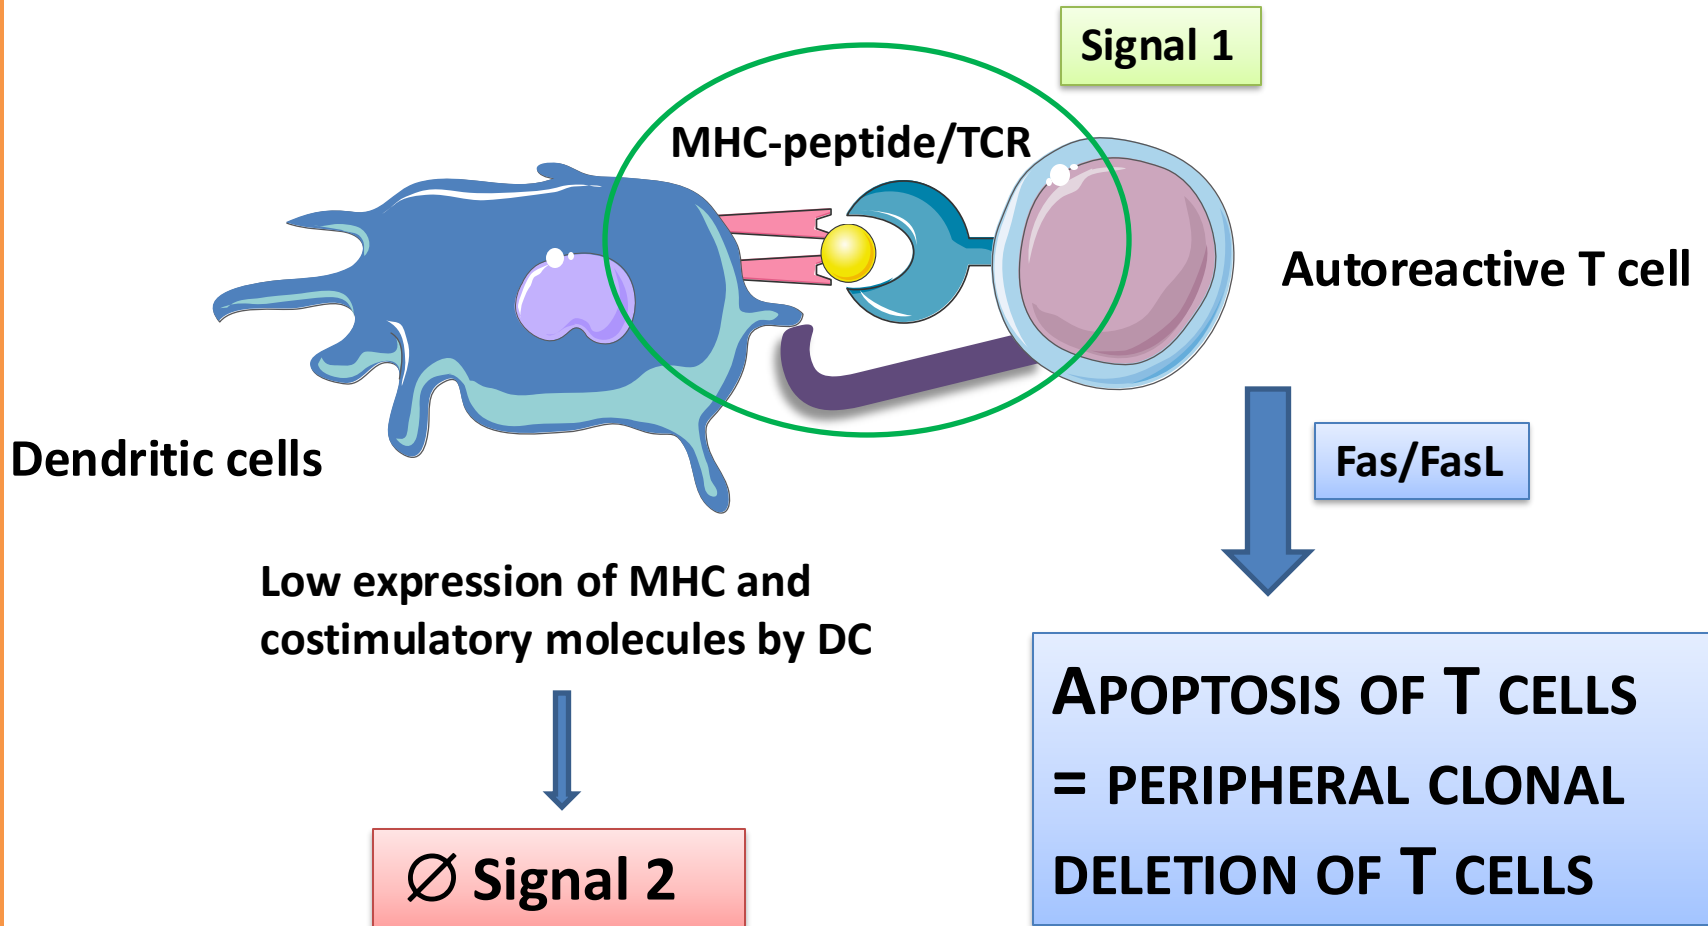 Signal 1
MHC-peptide/TCR
Autoreactive T cell
Dendritic cells
Fas/FasL
Low expression of MHC and
costimulatory molecules by DC
APOPTOSIS OF T CELLS
= PERIPHERAL CLONAL
DELETION OF T CELLS
∅ Signal 2